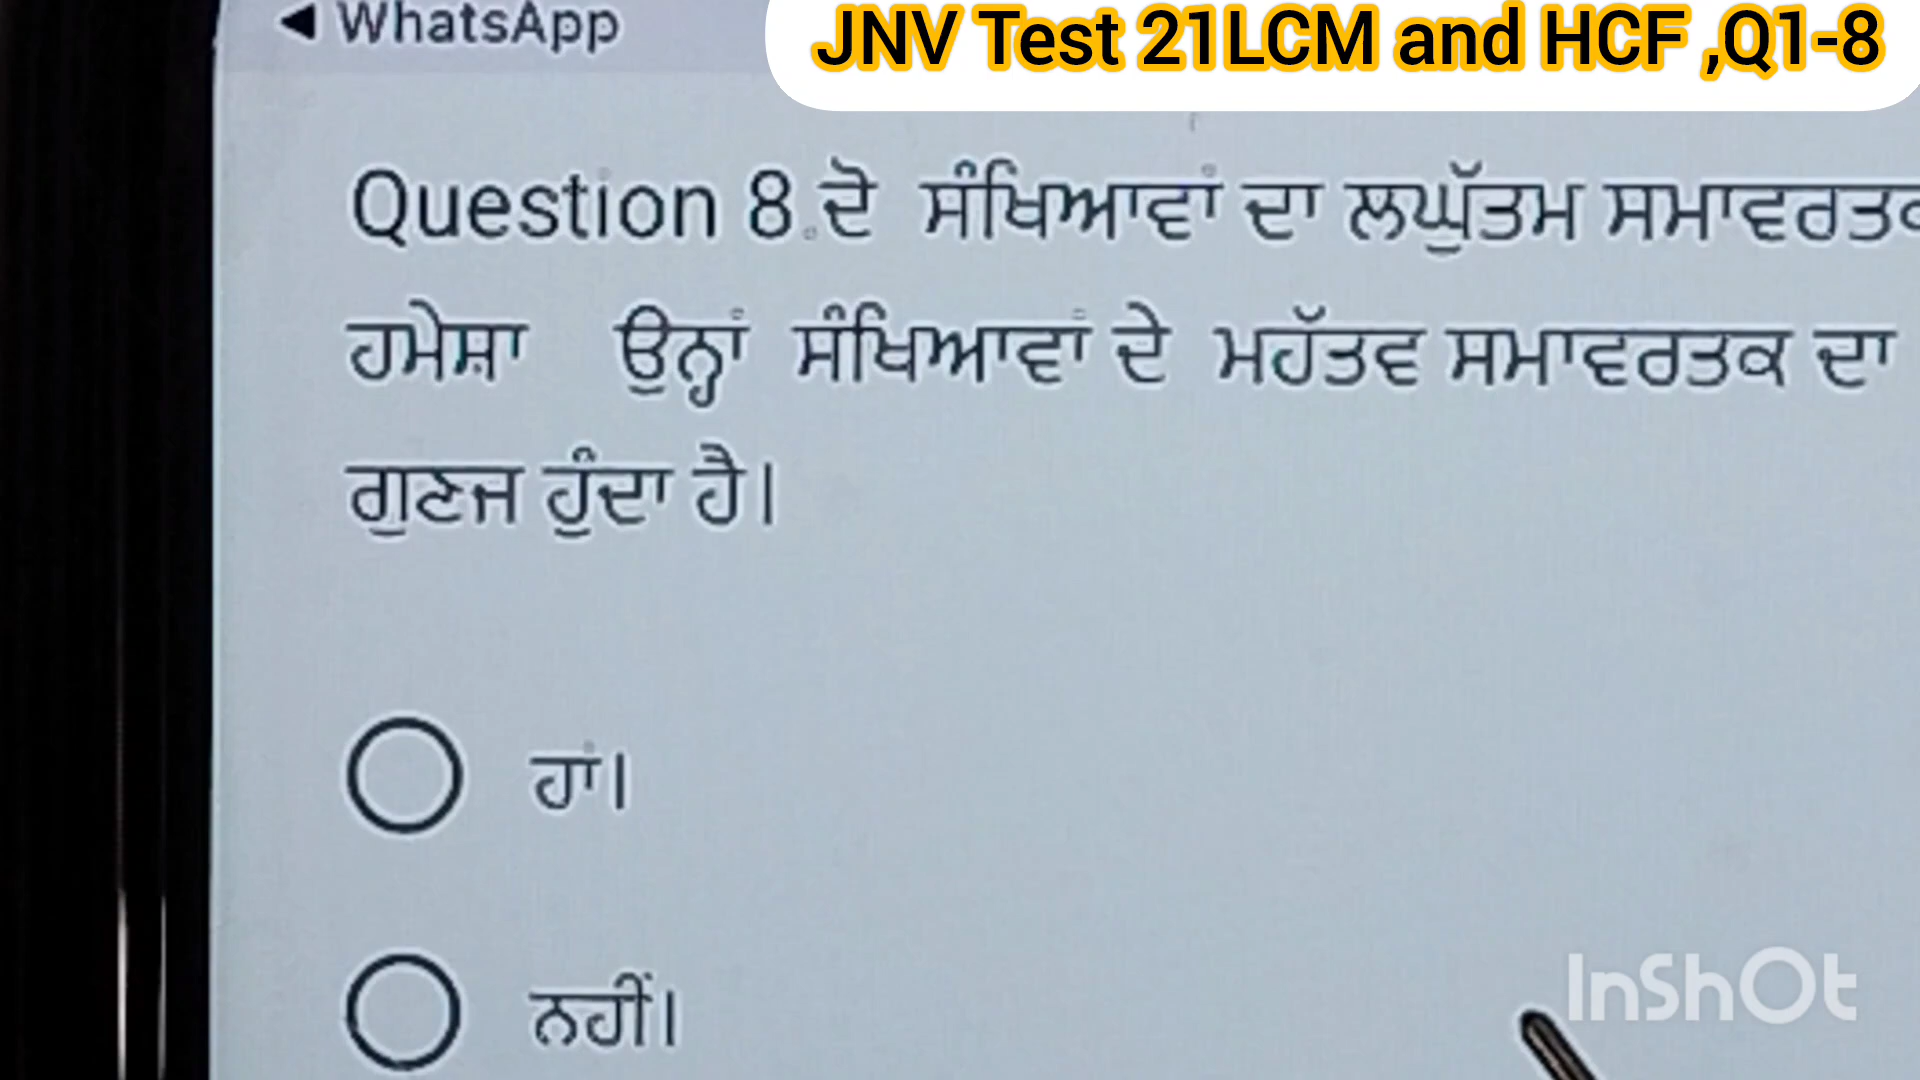 ◄ WhatsApp
JNV Test 21LCM and HCF ,Q1-8
Question 8.ਦੋ ਸੰਖਿਆਵਾਂ ਦਾ ਲਘੁੱਤਮ ਸਮਾਵਰਤਕ
ਹਮੇਸ਼ਾ ਉਨ੍ਹਾਂ ਸੰਖਿਆਵਾਂ ਦੇ ਮਹੱਤਵ ਸਮਾਵਰਤਕ ਦਾ
ਗੁਣਜ ਹੁੰਦਾ ਹੈ।
ਹਾਂ।
ਨਹੀਂ।
InShOt